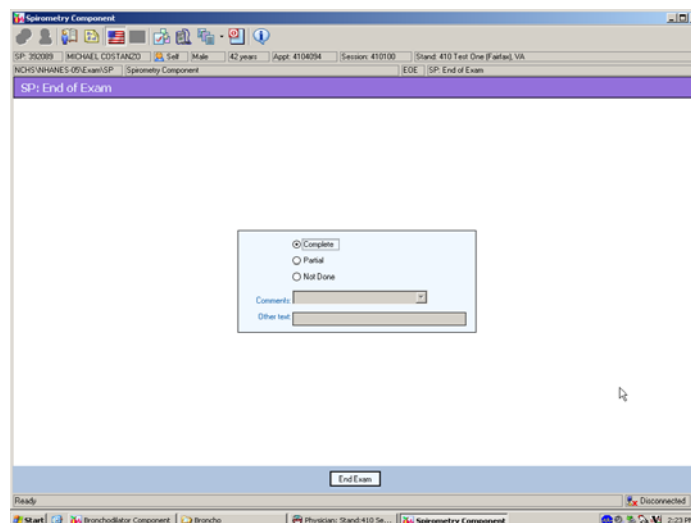 Spirometry Component
SP: 392089 MICHAEL COSTANZO Self Male 42 years Appt: 4104094 Session: 410100 Stand: 410 Test One (Fairfax), VA
NCHS\NHANES-05\Exam\SP Spirometry Component EOE SP: End of Exam
SP: End of Exam
Complete
Partial
Not Done
Comments:
Other text:
End Exam
Ready Disconnected
Start Bronchodilator Component Broncho Physician: Stand:410 Se... Spirometry Component 2:23 PM